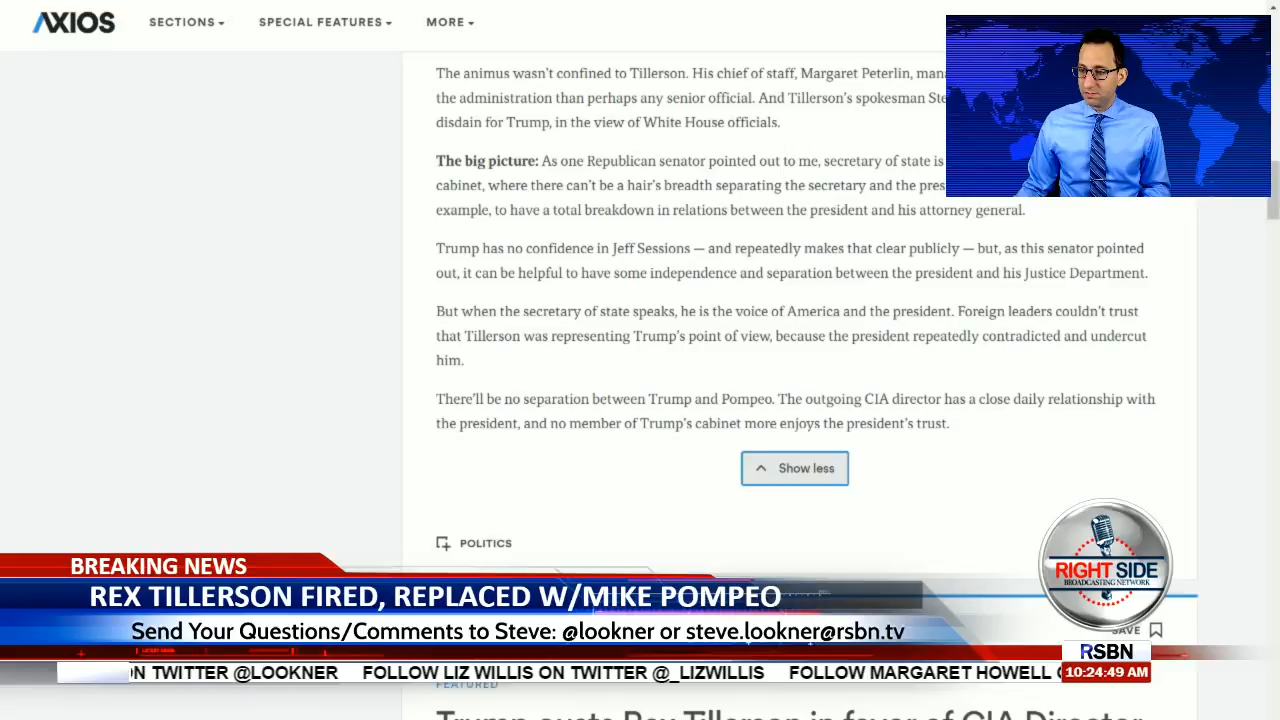 AXIOS SECTIONS SPECIAL FEATURES MORE
The animus wasn't confined to Tillerson. His chief of staff, Margaret Peterlin,
the administration than perhaps any senior official. And Tillerson's spokesman
disdain for Trump, in the view of White House officials.
The big picture: As one Republican senator pointed out to me, secretary of state is
cabinet, where there can't be a hair's breadth separating the secretary and the
example, to have a total breakdown in relations between the president and his attorney general.
Trump has no confidence in Jeff Sessions — and repeatedly makes that clear publicly — but, as this senator pointed
out, it can be helpful to have some independence and separation between the president and his Justice Department.
But when the secretary of state speaks, he is the voice of America and the president. Foreign leaders couldn't trust
that Tillerson was representing Trump's point of view, because the president repeatedly contradicted and undercut
him.
There'll be no separation between Trump and Pompeo. The outgoing CIA director has a close daily relationship with
the president, and no member of Trump's cabinet more enjoys the president's trust.
Show less
POLITICS
BREAKING NEWS
REX TILLERSON FIRED, REPLACED W/MIKE POMPEO
Send Your Questions/Comments to Steve: @lookner or steve.lookner@rsbn.tv
RIGHT SIDE
BROADCASTING NETWORK
SAVE
RSBN
10:24:49 AM
ON TWITTER @LOOKNER FOLLOW LIZ WILLIS ON TWITTER @_LIZWILLIS FOLLOW MARGARET HOWELL
FEATURED
Trump ousts Rex Tillerson in favor of CIA Director